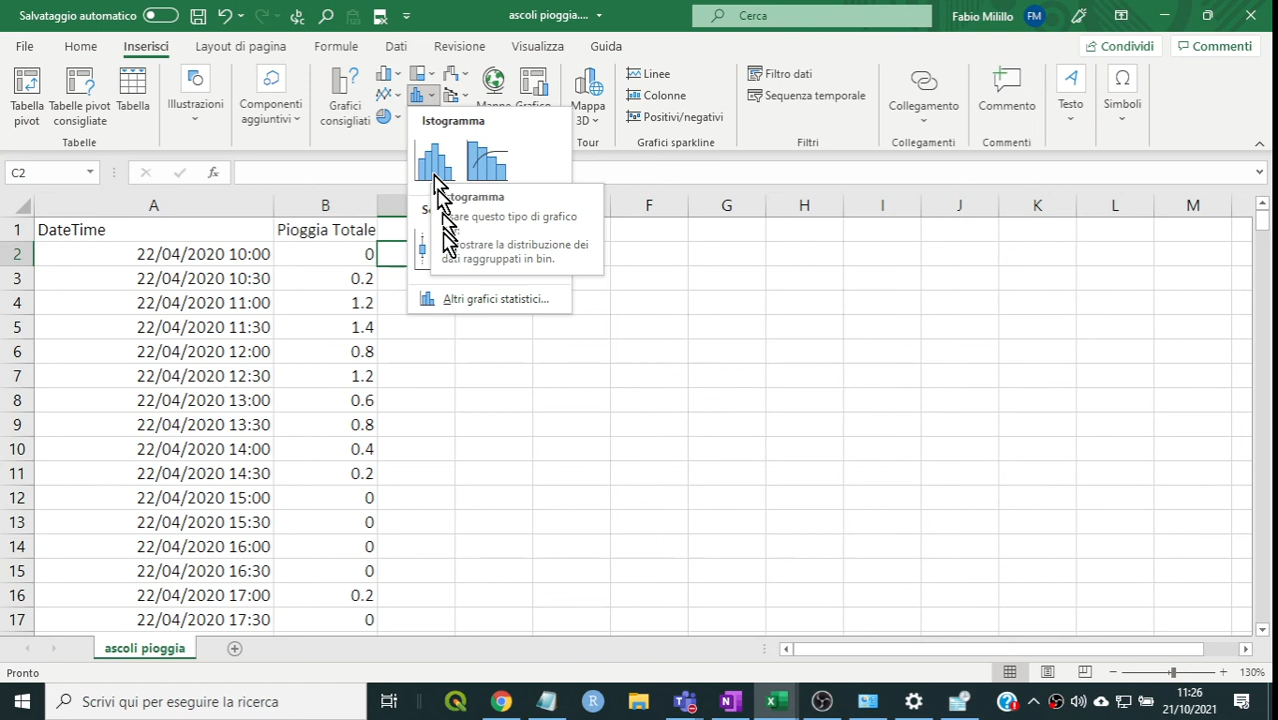 Salvataggio automatico
ascoli pioggia....
Cerca
Fabio Milillo
FM
File
Home
Inserisci
Layout di pagina
Formule
Dati
Revisione
Visualizza
Guida
Condividi
Commenti
Tabella pivot
Tabelle pivot consigliate
Tabella
Illustrazioni
Componenti aggiuntivi
Grafici consigliati
Mappa 3D
Linee
Colonne
Positivi/negativi
Filtro dati
Sequenza temporale
Collegamento
Commento
Testo
Simboli
Tabelle
Tour
Grafici sparkline
Filtri
Collegamenti
Commenti
Istogramma
Istogramma
questo tipo di grafico
mostrare la distribuzione dei
dati raggruppati in bin.
Altri grafici statistici...
C2
fx
A B F G H I J K L M
1 DateTime Pioggia Totale
2 22/04/2020 10:00 0
3 22/04/2020 10:30 0.2
4 22/04/2020 11:00 1.2
5 22/04/2020 11:30 1.4
6 22/04/2020 12:00 0.8
7 22/04/2020 12:30 1.2
8 22/04/2020 13:00 0.6
9 22/04/2020 13:30 0.8
10 22/04/2020 14:00 0.4
11 22/04/2020 14:30 0.2
12 22/04/2020 15:00 0
13 22/04/2020 15:30 0
14 22/04/2020 16:00 0
15 22/04/2020 16:30 0
16 22/04/2020 17:00 0.2
17 22/04/2020 17:30 0
ascoli pioggia
Pronto
130%
Scrivi qui per eseguire la ricerca
11:26
21/10/2021